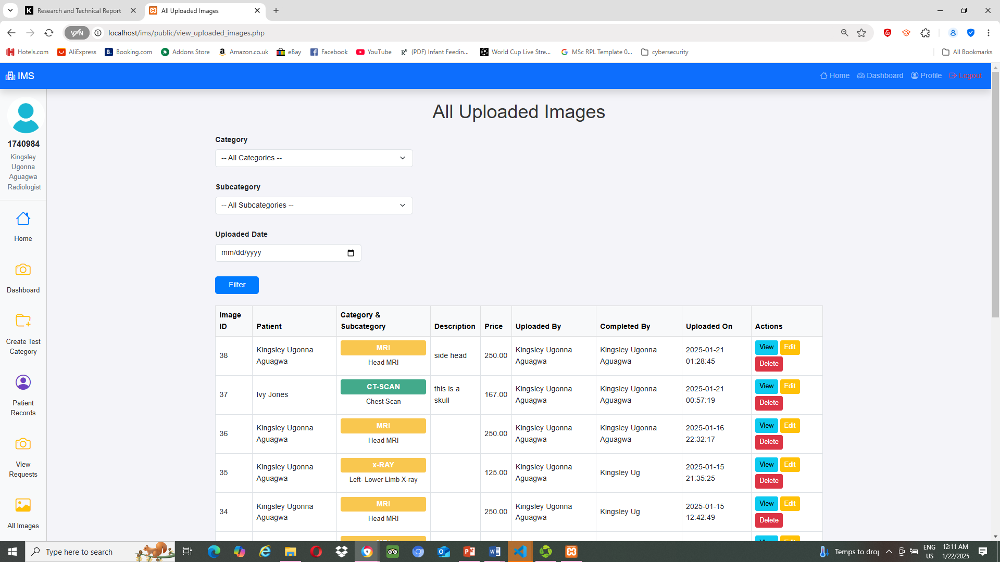 Research and Technical Report
All Uploaded Images
VPN
localhost/ims/public/view_uploaded_images.php
Hotels.com
AliExpress
Booking.com
Addons Store
Amazon.co.uk
eBay
Facebook
YouTube
(PDF) Infant Feedin...
World Cup Live Stre...
MSc RPL Template 0...
cybersecurity
All Bookmarks
IMS
Home
Dashboard
Profile
Logout
1740984
Kingsley
Ugonna
Aguagwa
Radiologist
Home
Dashboard
Create Test
Category
Patient
Records
View
Requests
All Images
All Uploaded Images
Category
-- All Categories --
Subcategory
-- All Subcategories --
Uploaded Date
mm/dd/yyyy
Filter
Image ID Patient Category & Subcategory Description Price Uploaded By Completed By Uploaded On Actions
38 Kingsley Ugonna Aguagwa MRI Head MRI side head 250.00 Kingsley Ugonna Aguagwa Kingsley Ugonna Aguagwa 2025-01-21 01:28:45 View Edit Delete
37 Ivy Jones CT-SCAN Chest Scan this is a skull 167.00 Kingsley Ugonna Aguagwa Kingsley Ugonna Aguagwa 2025-01-21 00:57:19 View Edit Delete
36 Kingsley Ugonna Aguagwa MRI Head MRI 250.00 Kingsley Ugonna Aguagwa Kingsley Ugonna Aguagwa 2025-01-16 22:32:17 View Edit Delete
35 Kingsley Ugonna Aguagwa x-RAY Left- Lower Limb X-ray 125.00 Kingsley Ugonna Aguagwa Kingsley Ug 2025-01-15 21:35:25 View Edit Delete
34 Kingsley Ugonna Aguagwa MRI Head MRI 250.00 Kingsley Ugonna Aguagwa Kingsley Ug 2025-01-15 12:42:49 View Edit Delete
Type here to search
Temps to drop
ENG
US
12:11 AM
1/22/2025